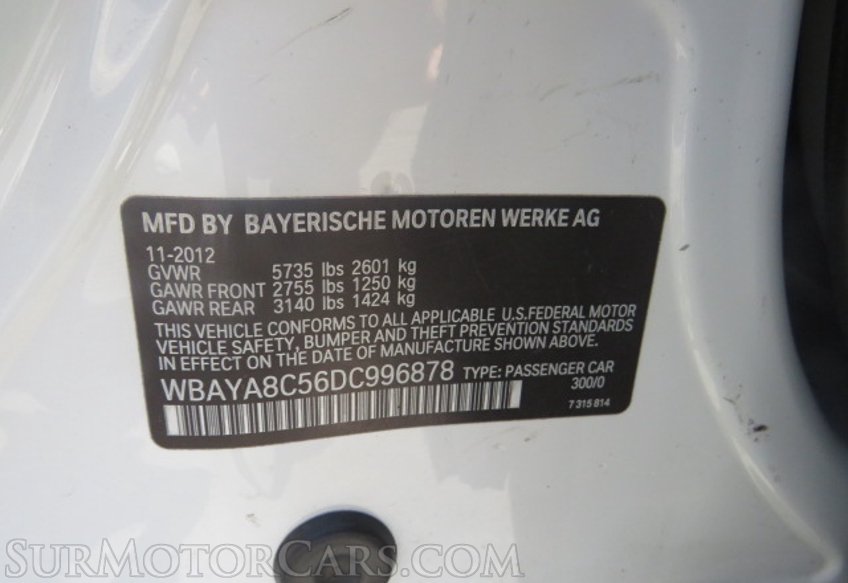 MFD BY BAYERISCHE MOTOREN WERKE AG
11-2012
GVWR 5735 lbs 2601 kg
GAWR FRONT 2755 lbs 1250 kg
GAWR REAR 3140 lbs 1424 kg
THIS VEHICLE CONFORMS TO ALL APPLICABLE U.S.FEDERAL MOTOR
VEHICLE SAFETY, BUMPER AND THEFT PREVENTION STANDARDS
IN EFFECT ON THE DATE OF MANUFACTURE SHOWN ABOVE.
WBAYA8C56DC996878 TYPE: PASSENGER CAR
300/0
7 315 814
SURMOTORCARS.COM